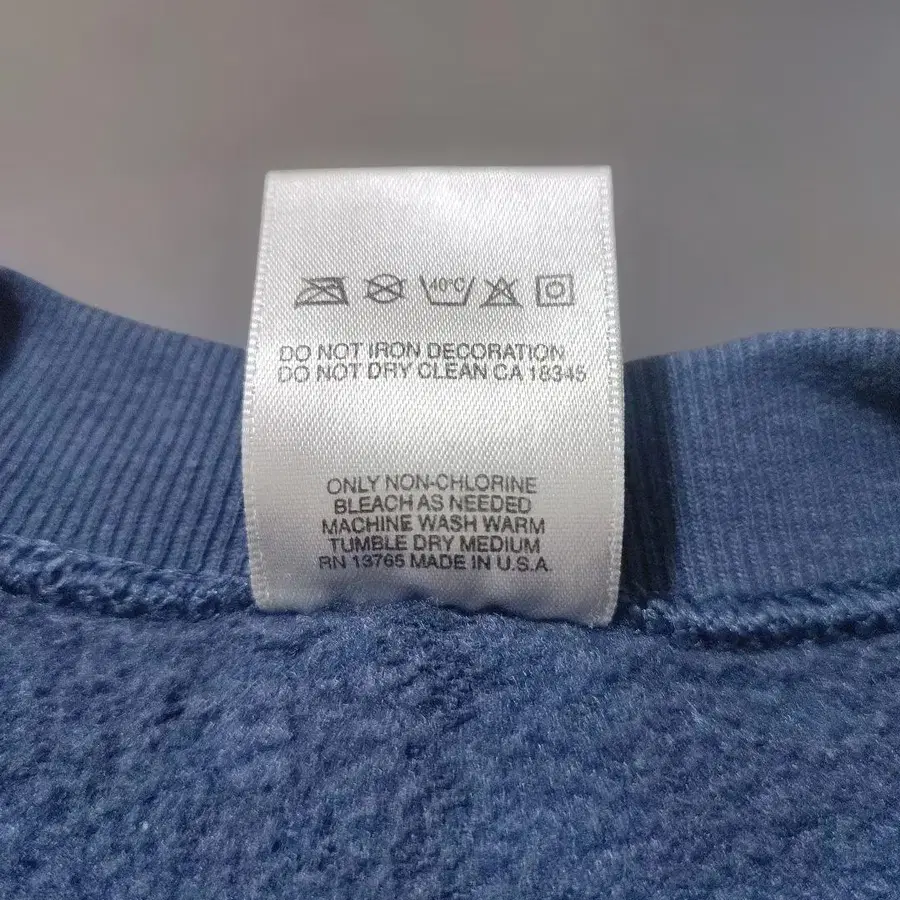 40°C
DO NOT IRON DECORATION
DO NOT DRY CLEAN CA 18345
ONLY NON-CHLORINE
BLEACH AS NEEDED
MACHINE WASH WARM
TUMBLE DRY MEDIUM
RN 13765 MADE IN U.S.A.